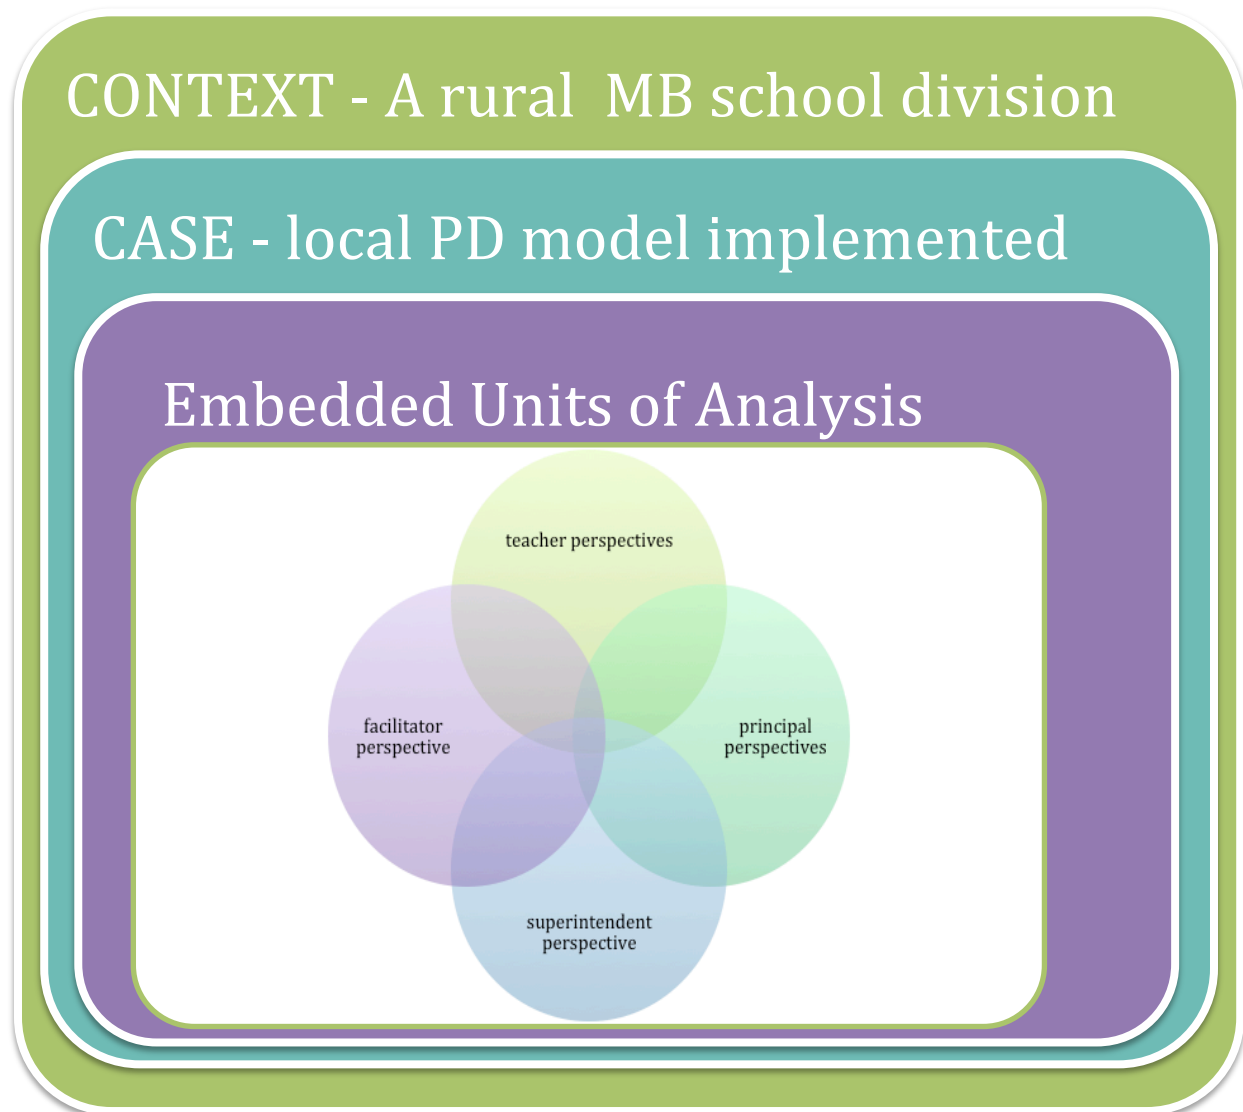 CONTEXT - A rural MB school division
CASE - local PD model implemented
Embedded Units of Analysis
teacher perspectives
facilitator
perspective
principal
perspectives
superintendent
perspective